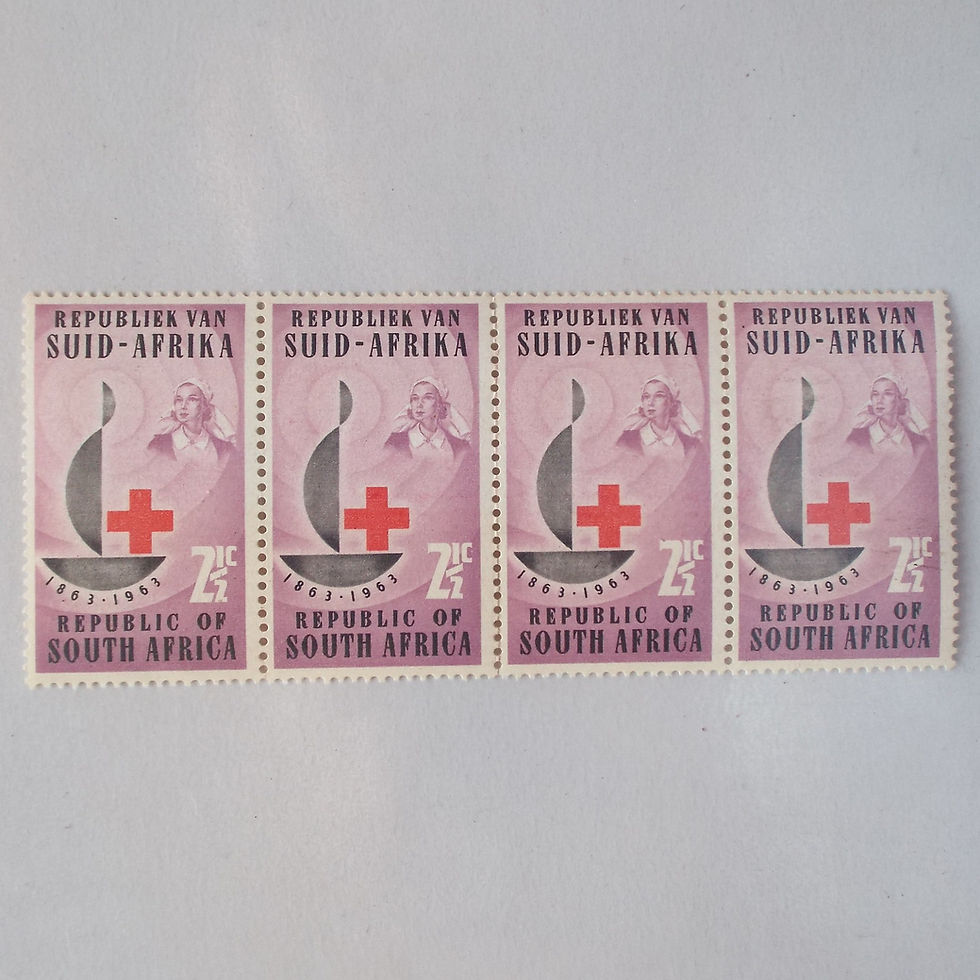 REPUBLIEK VAN
SUID-AFRIKA
2½c
1863·1963
REPUBLIC OF
SOUTH AFRICA
REPUBLIEK VAN
SUID-AFRIKA
2½c
1863·1963
REPUBLIC OF
SOUTH AFRICA
REPUBLIEK VAN
SUID-AFRIKA
2½c
1863·1963
REPUBLIC OF
SOUTH AFRICA
REPUBLIEK VAN
SUID-AFRIKA
2½c
1863·1963
REPUBLIC OF
SOUTH AFRICA